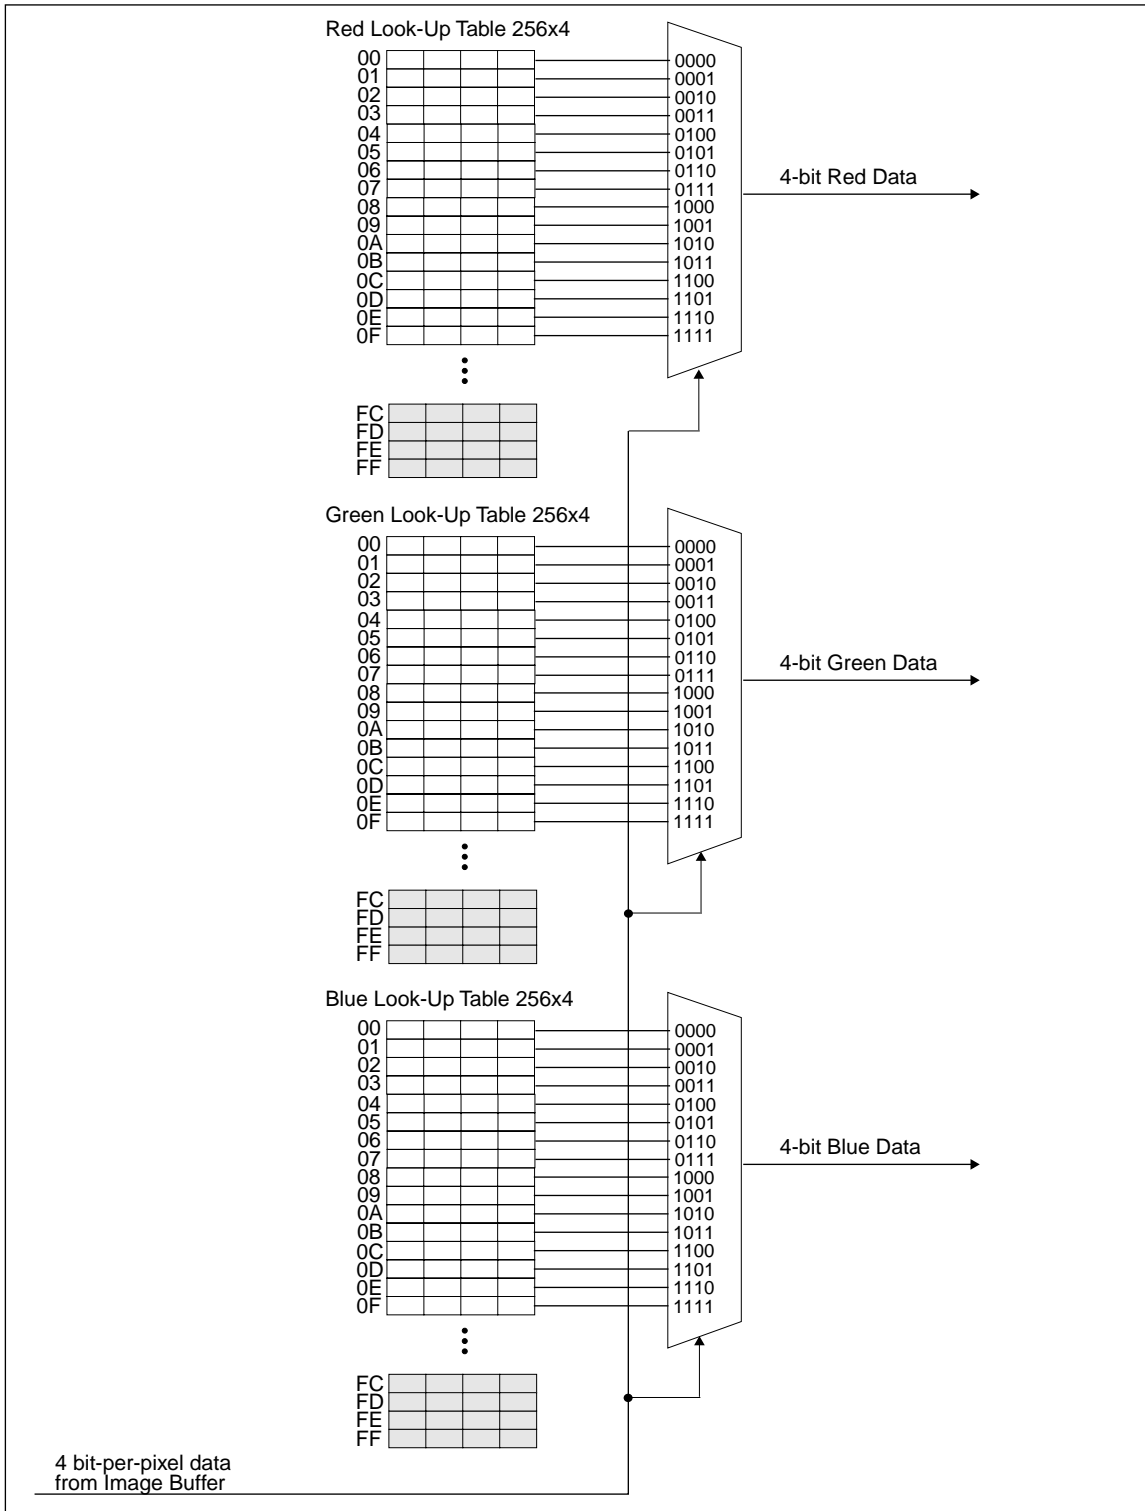 Red Look-Up Table 256x4
00 0000
01 0001
02 0010
03 0011
04 0100
05 0101
06 0110
07 0111
08 1000
09 1001
0A 1010
0B 1011
0C 1100
0D 1101
0E 1110
0F 1111
4-bit Red Data
FC
FD
FE
FF
Green Look-Up Table 256x4
00 0000
01 0001
02 0010
03 0011
04 0100
05 0101
06 0110
07 0111
08 1000
09 1001
0A 1010
0B 1011
0C 1100
0D 1101
0E 1110
0F 1111
4-bit Green Data
FC
FD
FE
FF
Blue Look-Up Table 256x4
00 0000
01 0001
02 0010
03 0011
04 0100
05 0101
06 0110
07 0111
08 1000
09 1001
0A 1010
0B 1011
0C 1100
0D 1101
0E 1110
0F 1111
4-bit Blue Data
FC
FD
FE
FF
4 bit-per-pixel data
from Image Buffer